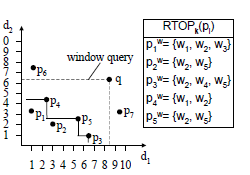 d2
0
9
8
7
6
5
4
3
2
1
window query
p6
q
p4
p1
p2
p5
p3
p7
1 2 3 4 5 6 7 8 9 10
d1
RTOPk(pi)
p1w= {w1, w2, w3}
p2w= {w2, w5}
p3w= {w2, w4, w5}
p4w= {w1, w2}
p5w= {w2, w5}